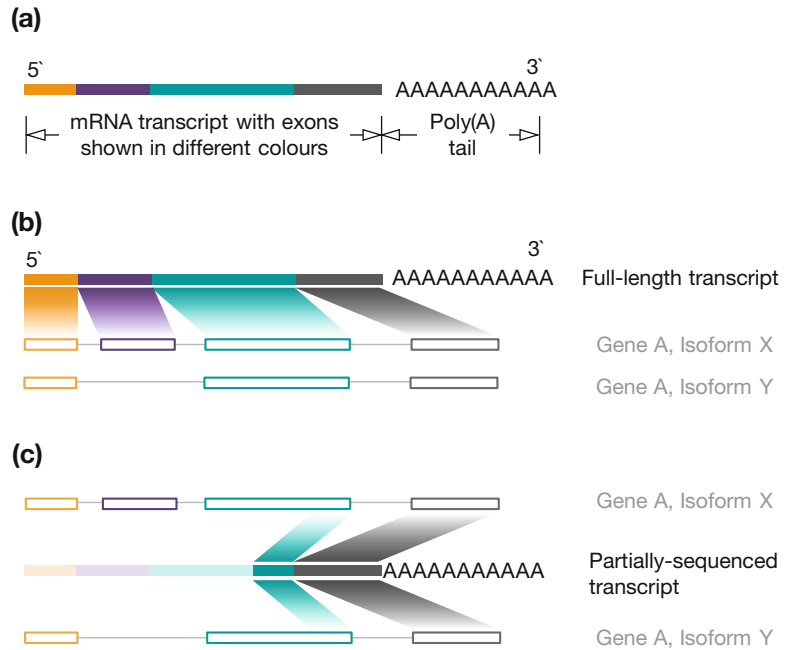 (a)
5`
3`
AAAAAAAAAAA
mRNA transcript with exons
shown in different colours
Poly(A)
tail
(b)
5`
3`
AAAAAAAAAAA
Full-length transcript
Gene A, Isoform X
Gene A, Isoform Y
(c)
Gene A, Isoform X
AAAAAAAAAAA
Partially-sequenced
transcript
Gene A, Isoform Y